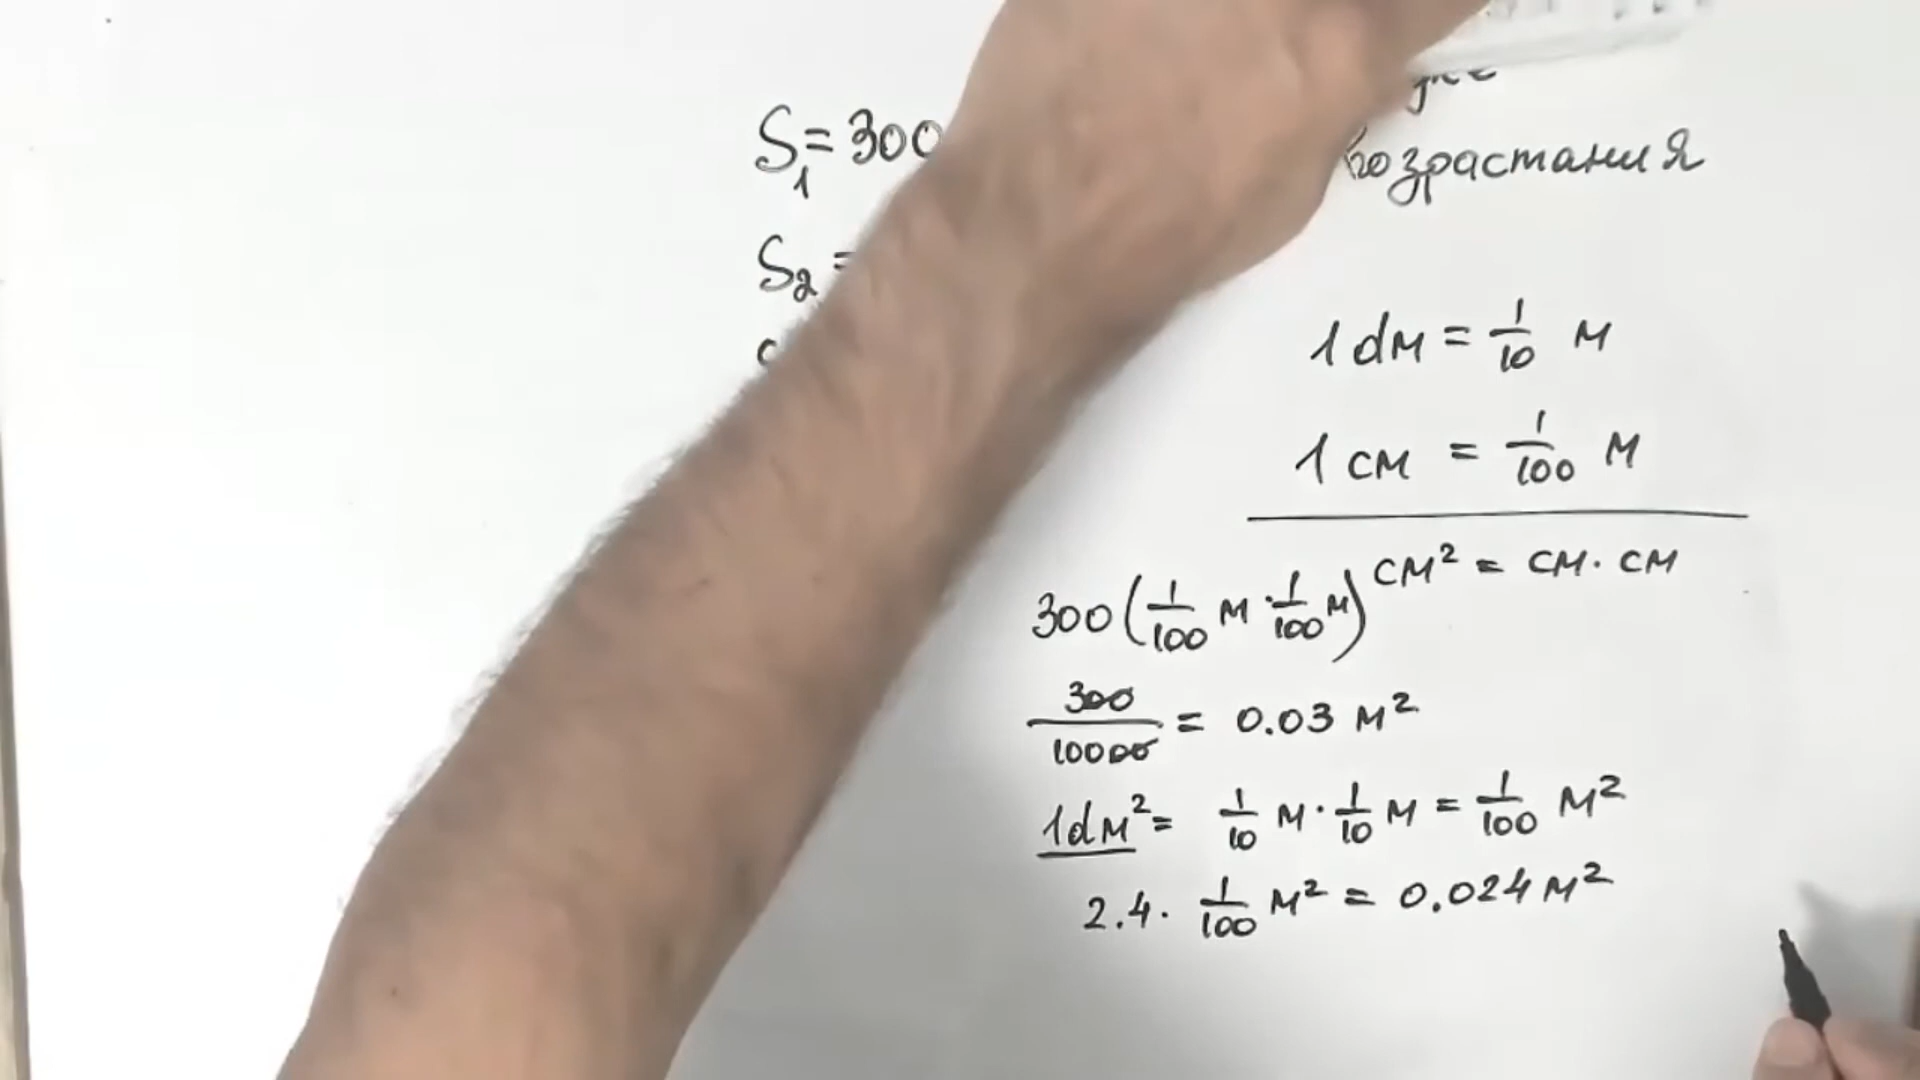 S₁ = 300
возрастания
S₂ =
1 dм = 1/10 м
1 см = 1/100 м
см² = см · см
300 (1/100 м · 1/100 м)
300/10000 = 0.03 м²
1dм² = 1/10 м · 1/10 м = 1/100 м²
2.4 · 1/100 м² = 0.024 м²